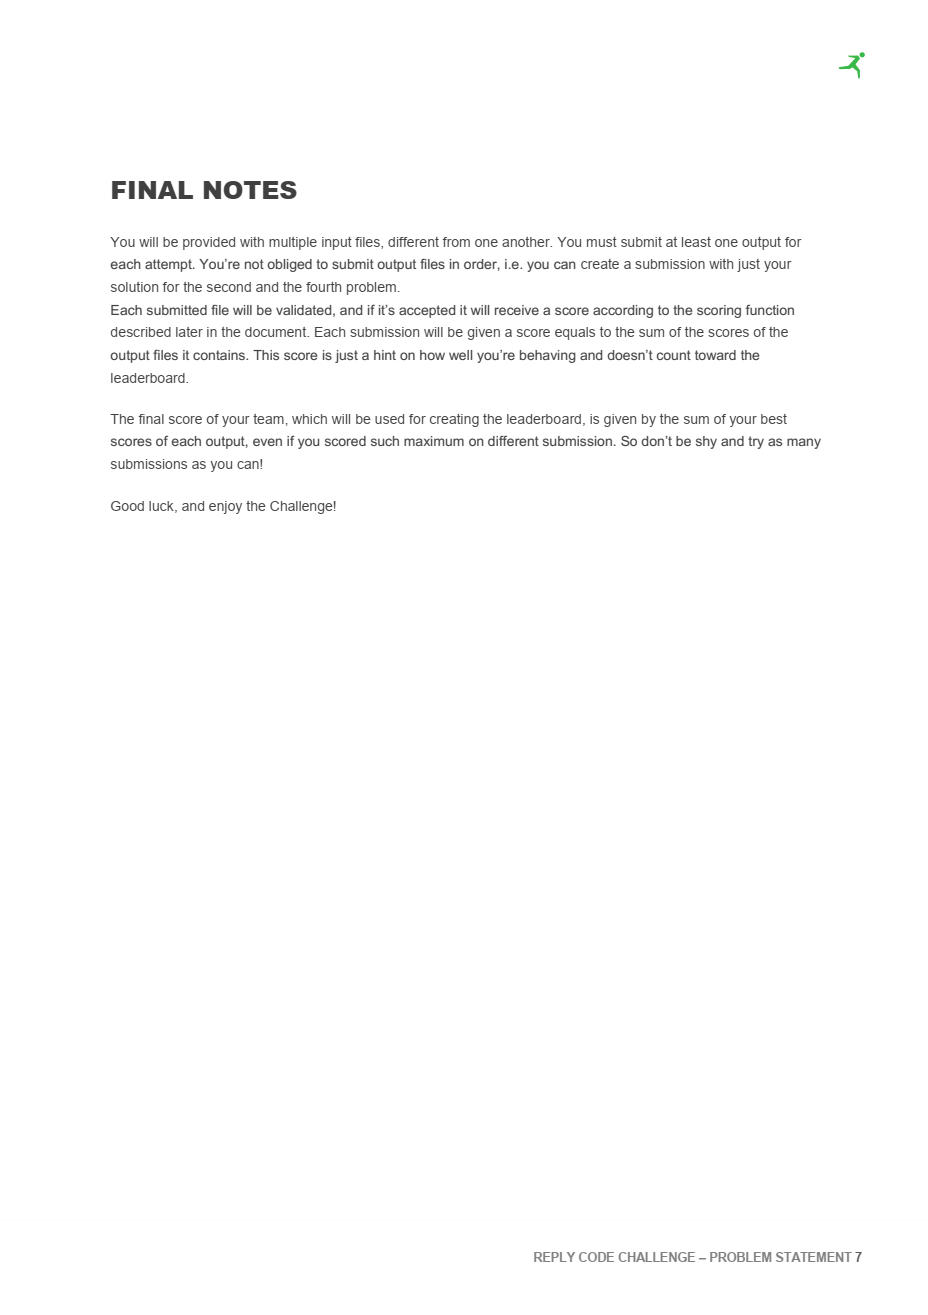 FINAL NOTES
You will be provided with multiple input files, different from one another. You must submit at least one output for
each attempt. You’re not obliged to submit output files in order, i.e. you can create a submission with just your
solution for the second and the fourth problem.
Each submitted file will be validated, and if it’s accepted it will receive a score according to the scoring function
described later in the document. Each submission will be given a score equals to the sum of the scores of the
output files it contains. This score is just a hint on how well you’re behaving and doesn’t count toward the
leaderboard.
The final score of your team, which will be used for creating the leaderboard, is given by the sum of your best
scores of each output, even if you scored such maximum on different submission. So don’t be shy and try as many
submissions as you can!
Good luck, and enjoy the Challenge!
REPLY CODE CHALLENGE – PROBLEM STATEMENT 7